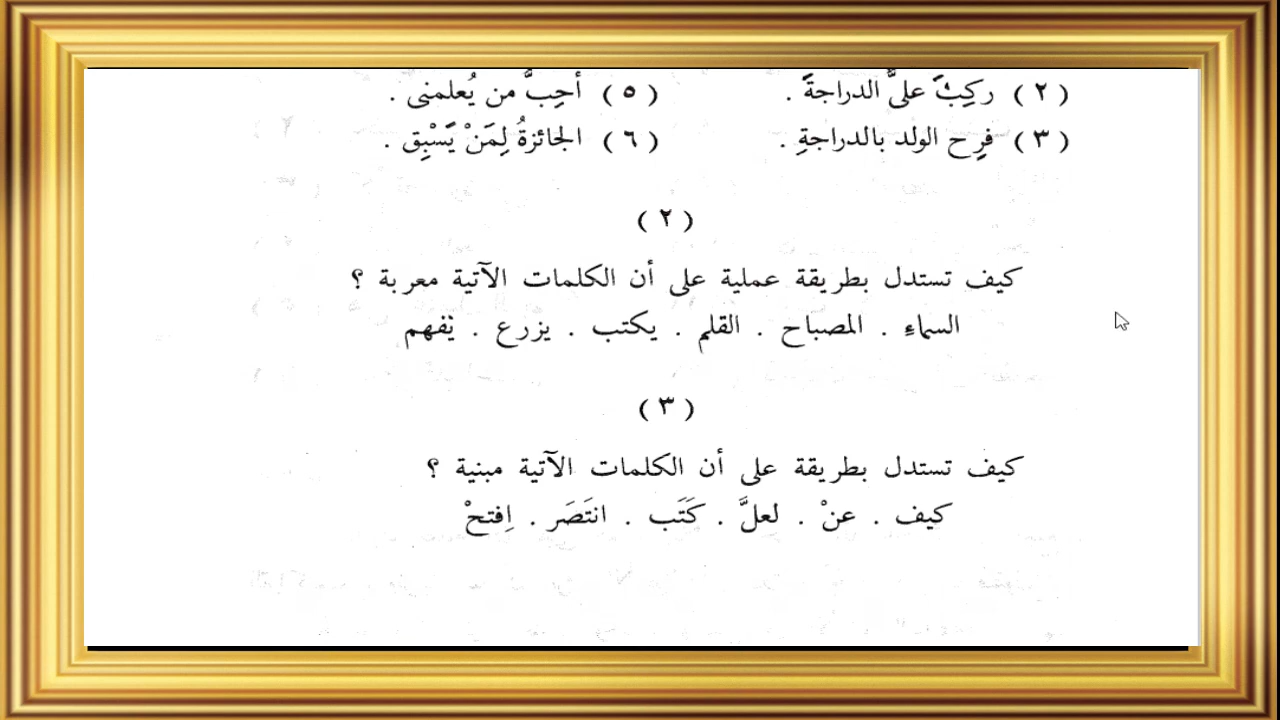 ( ٢ ) ركِبَ علىٌّ الدراجةَ . ( ٥ ) أحِبُّ من يُعلمنى .
( ٣ ) فرِح الولد بالدراجةِ . ( ٦ ) الجائزةُ لِمَنْ يَسْبِق .
( ٢ )
كيف تستدل بطريقة عملية على أن الكلمات الآتية معربة ؟
السماءِ . المصباح . القلم . يكتب . يزرع . يفهم
( ٣ )
كيف تستدل بطريقة على أن الكلمات الآتية مبنية ؟
كيف . عنْ . لعلَّ . كَتَب . انتَصَر . اِفتحْ